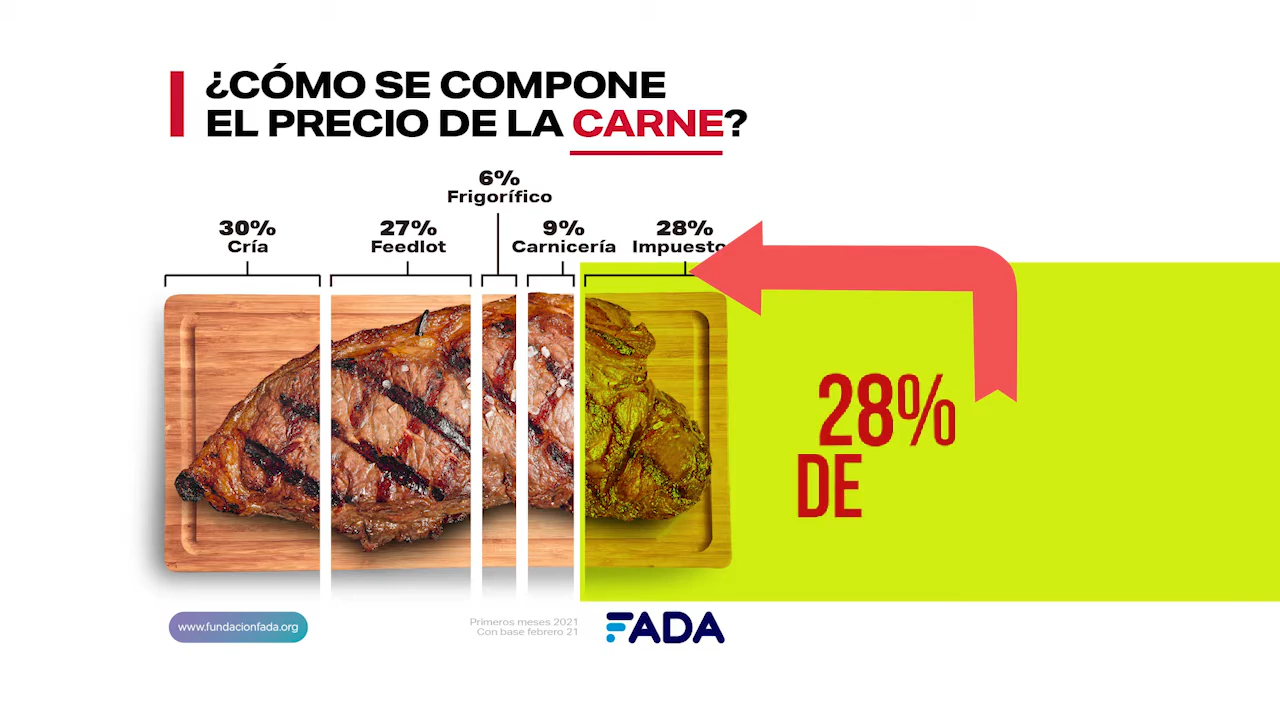 ¿CÓMO SE COMPONE
EL PRECIO DE LA CARNE?
6%
Frigorífico
30%
Cría
27%
Feedlot
9%
Carnicería
28%
Impuesto
28%
DE
www.fundacionfada.org
Primeros meses 2021
Con base febrero 21
FADA